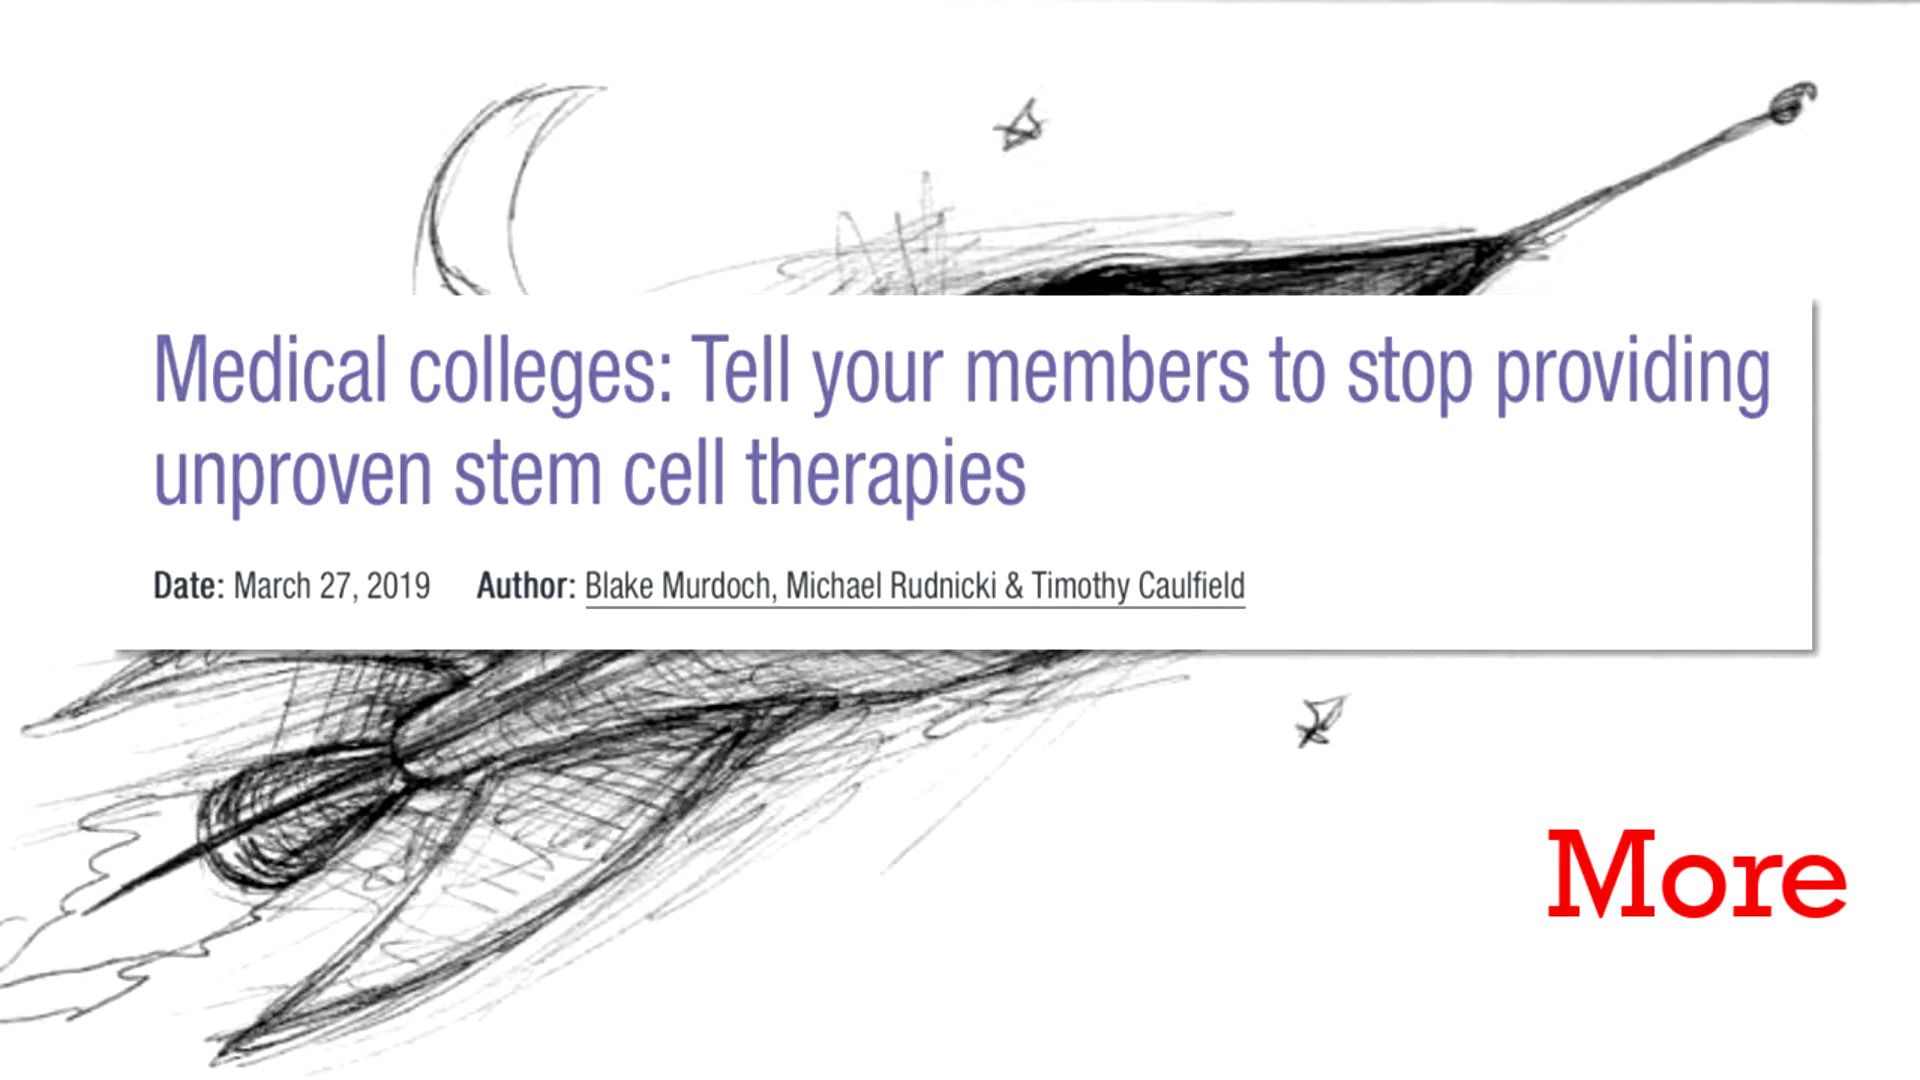 Medical colleges: Tell your members to stop providing
unproven stem cell therapies
Date: March 27, 2019 Author: Blake Murdoch, Michael Rudnicki & Timothy Caulfield
More